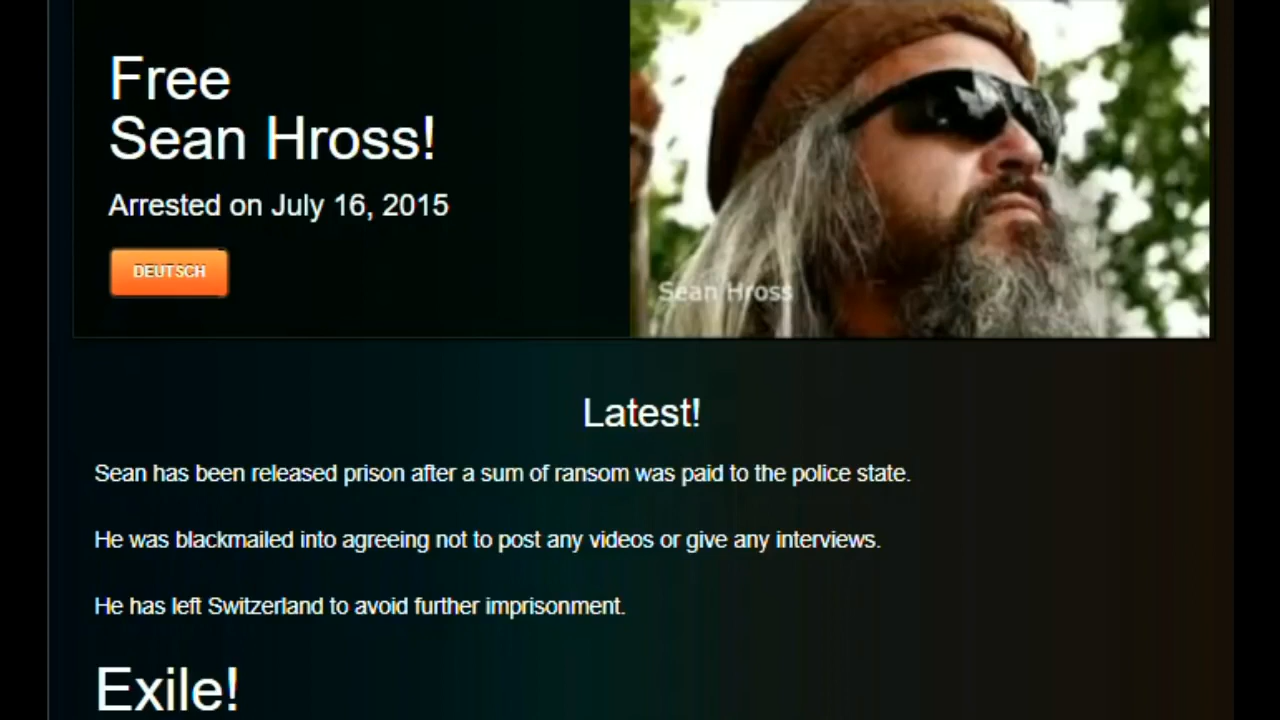 Free
Sean Hross!
Arrested on July 16, 2015
DEUTSCH
Sean Hross
Latest!
Sean has been released prison after a sum of ransom was paid to the police state.
He was blackmailed into agreeing not to post any videos or give any interviews.
He has left Switzerland to avoid further imprisonment.
Exile!